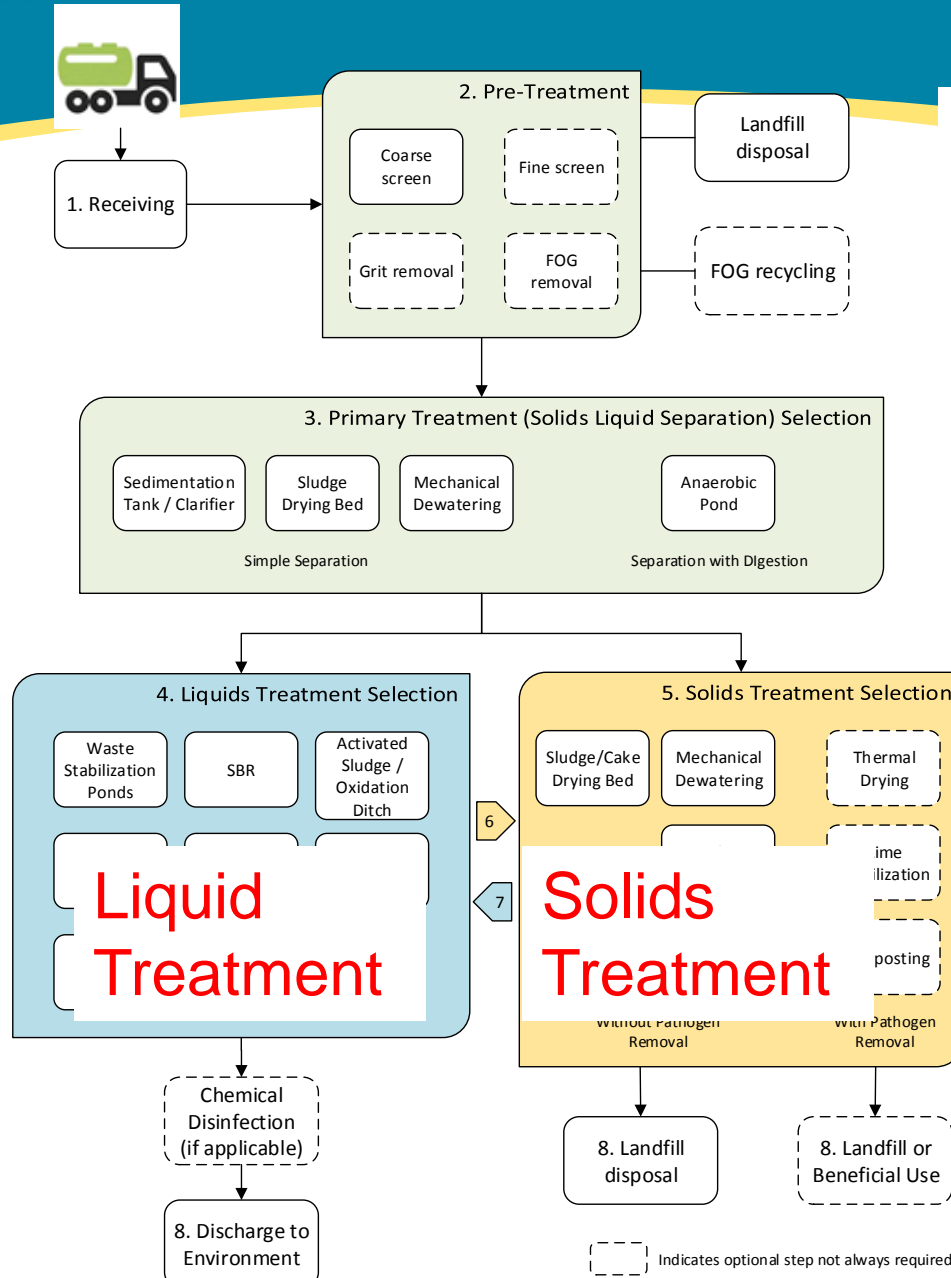 2. Pre-Treatment
Coarse
screen
Fine screen
Grit removal
FOG
removal
Landfill
disposal
FOG recycling
1. Receiving
3. Primary Treatment (Solids Liquid Separation) Selection
Sedimentation
Tank / Clarifier
Sludge
Drying Bed
Mechanical
Dewatering
Anaerobic
Pond
Simple Separation
Separation with DIgestion
4. Liquids Treatment Selection
Waste
Stabilization
Ponds
SBR
Activated
Sludge /
Oxidation
Ditch
Liquid
Treatment
6
7
5. Solids Treatment Selection
Sludge/Cake
Drying Bed
Mechanical
Dewatering
Thermal
Drying
Solids
Treatment
Without Pathogen
Removal
With Pathogen
Removal
Chemical
Disinfection
(if applicable)
8. Discharge to
Environment
8. Landfill
disposal
8. Landfill or
Beneficial Use
Indicates optional step not always required